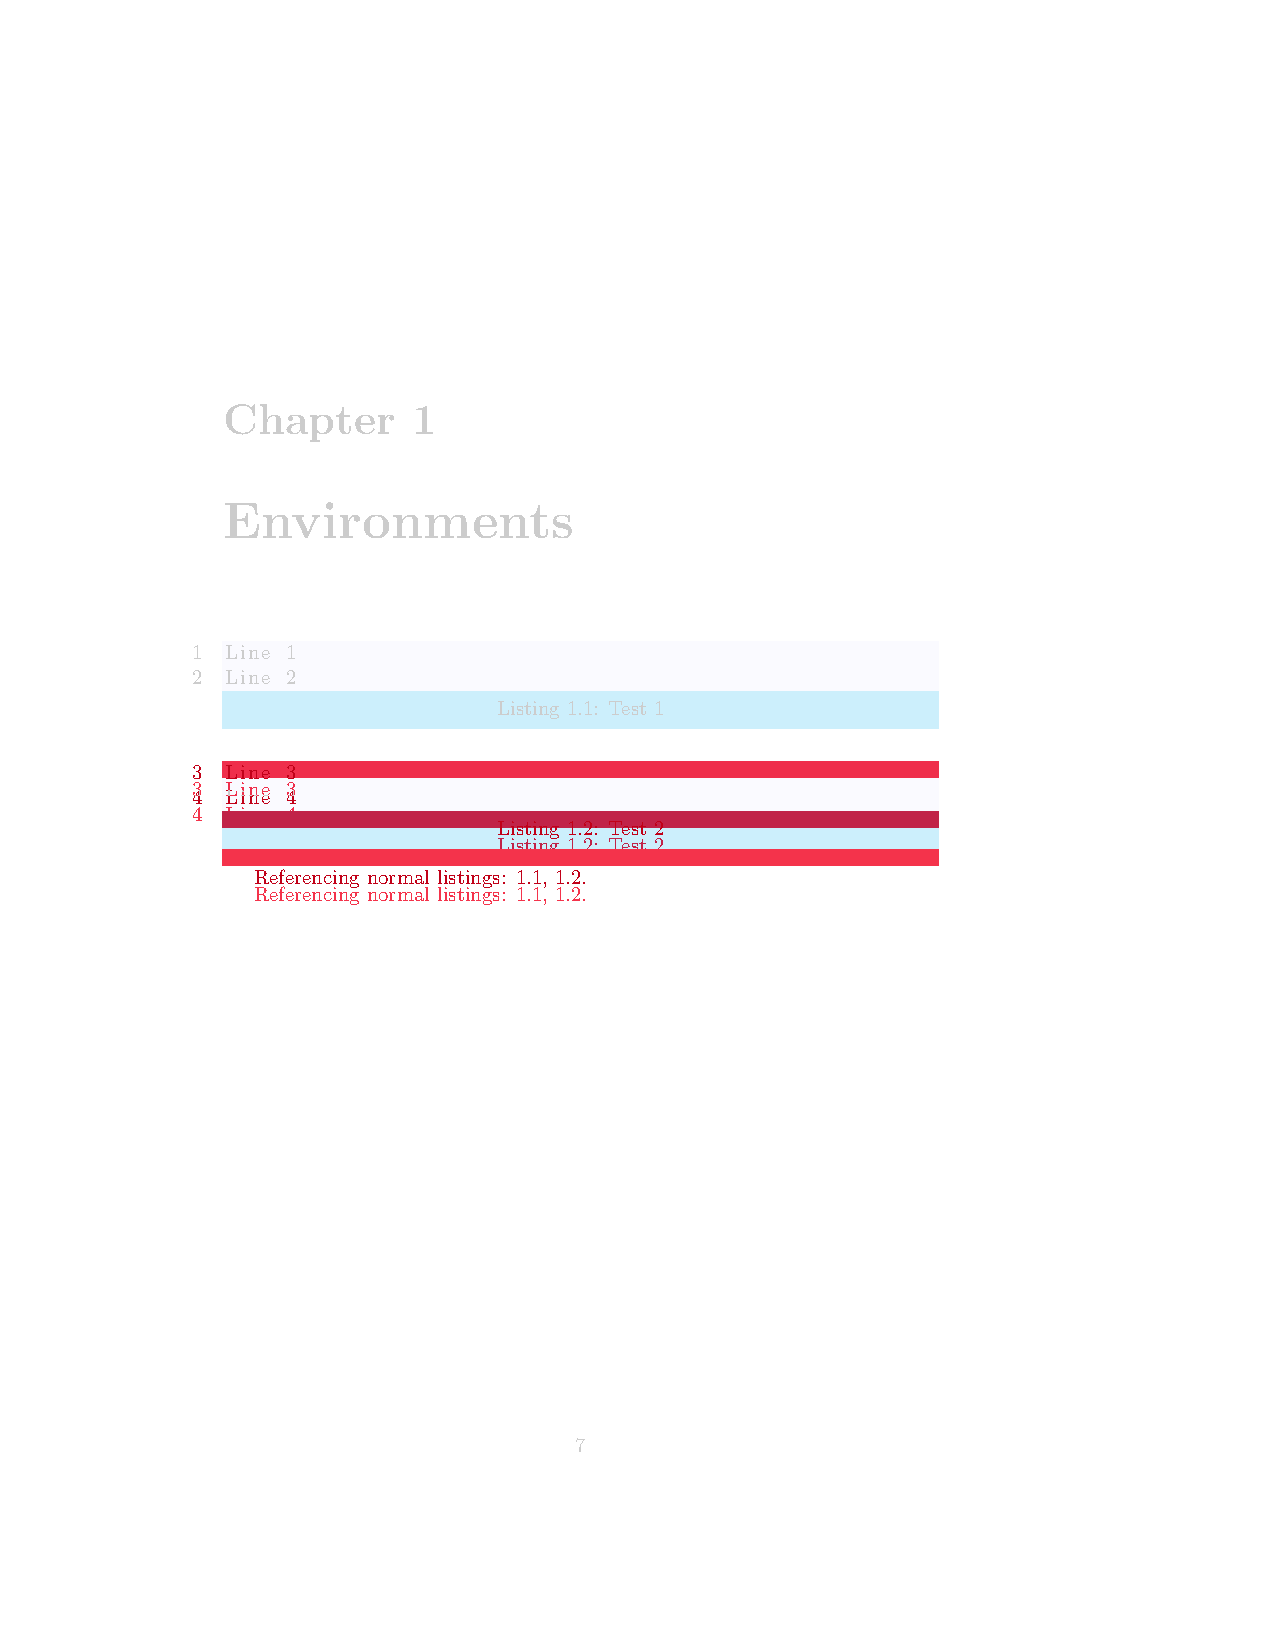 Chapter 1
Environments
1 Line 1
2 Line 2
Listing 1.1: Test 1
3 Line 3
3 Line 3
4 Line 4
4 Line 4
Listing 1.2: Test 2
Listing 1.2: Test 2
Referencing normal listings: 1.1, 1.2.
Referencing normal listings: 1.1, 1.2.
7